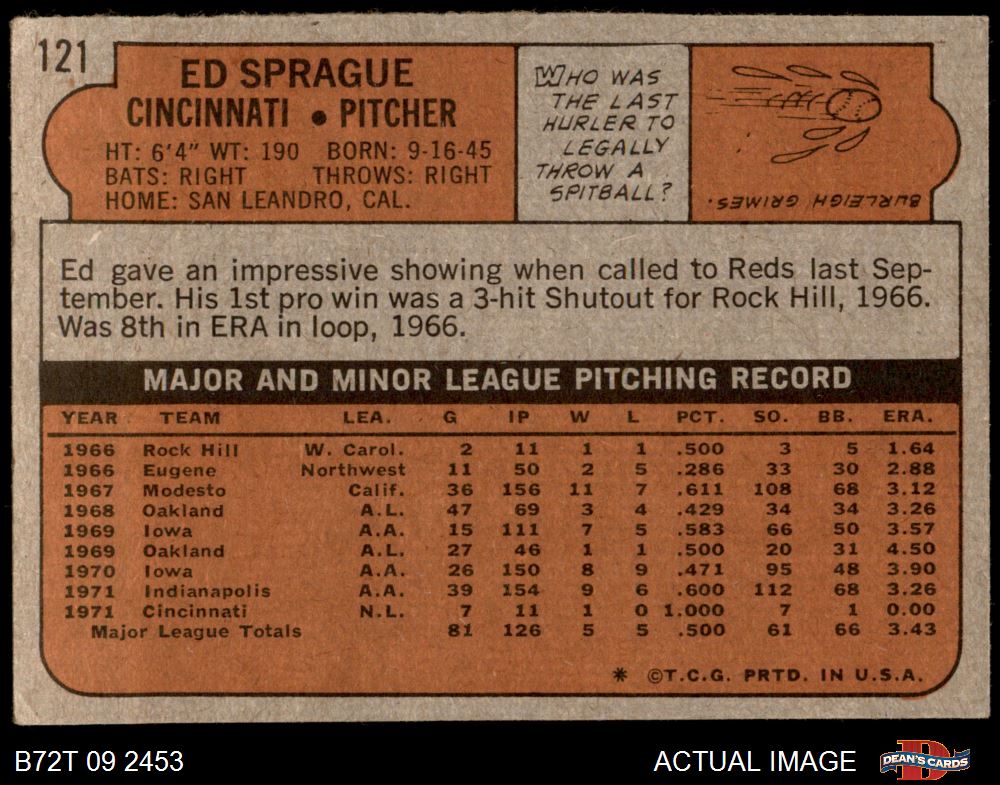 121
ED SPRAGUE
CINCINNATI • PITCHER
HT: 6'4" WT: 190 BORN: 9-16-45
BATS: RIGHT THROWS: RIGHT
HOME: SAN LEANDRO, CAL.
WHO WAS
THE LAST
HURLER TO
LEGALLY
THROW A
SPITBALL?
BURLEIGH GRIMES.
Ed gave an impressive showing when called to Reds last Sep-
tember. His 1st pro win was a 3-hit Shutout for Rock Hill, 1966.
Was 8th in ERA in loop, 1966.
MAJOR AND MINOR LEAGUE PITCHING RECORD
YEAR TEAM LEA. G IP W L PCT. SO. BB. ERA.
1966 Rock Hill W. Carol. 2 11 1 1 .500 3 5 1.64
1966 Eugene Northwest 11 50 2 5 .286 33 30 2.88
1967 Modesto Calif. 36 156 11 7 .611 108 68 3.12
1968 Oakland A.L. 47 69 3 4 .429 34 34 3.26
1969 Iowa A.A. 15 111 7 5 .583 66 50 3.57
1969 Oakland A.L. 27 46 1 1 .500 20 31 4.50
1970 Iowa A.A. 26 150 8 9 .471 95 48 3.90
1971 Indianapolis A.A. 39 154 9 6 .600 112 68 3.26
1971 Cincinnati N.L. 7 11 1 0 1.000 7 1 0.00
Major League Totals 81 126 5 5 .500 61 66 3.43
* ©T.C.G. PRTD. IN U.S.A.
B72T 09 2453
ACTUAL IMAGE
DEAN'S CARDS